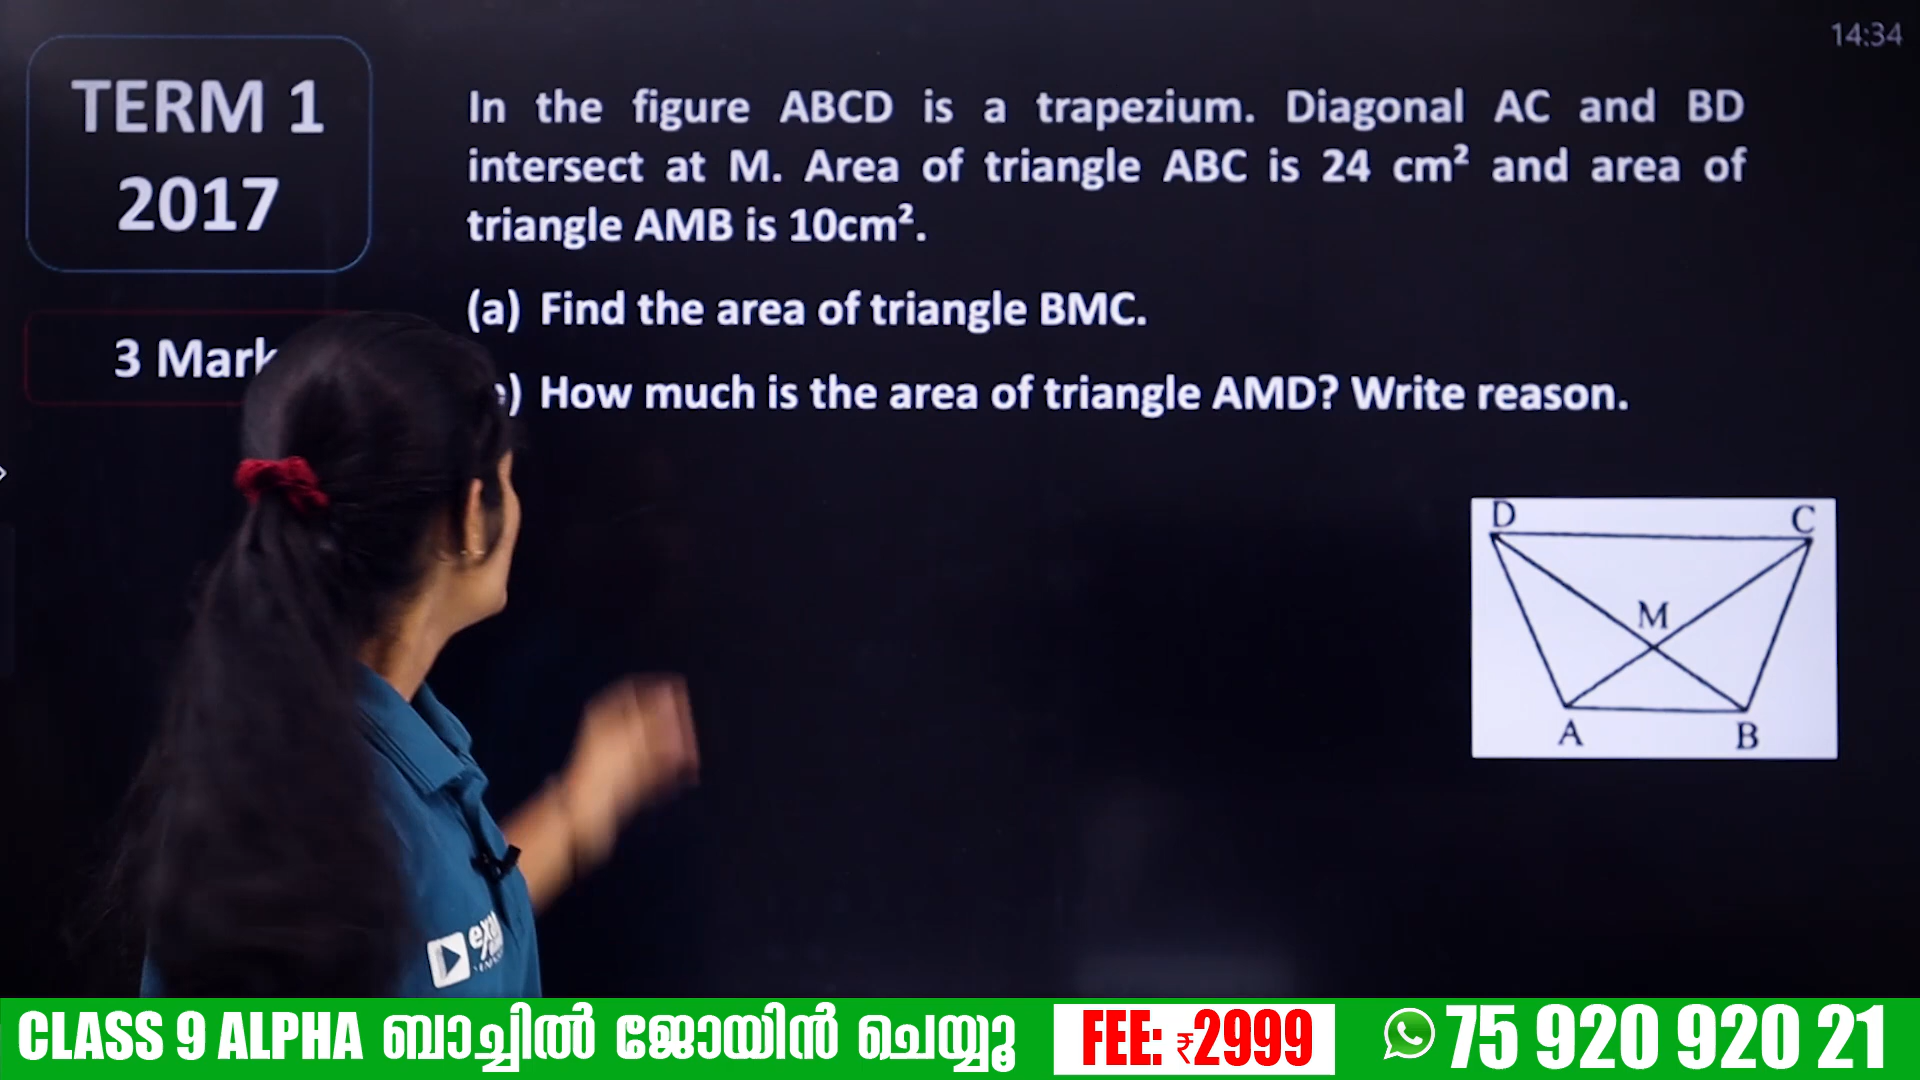 14:34
TERM 1
2017
3 Mark
In the figure ABCD is a trapezium. Diagonal AC and BD
intersect at M. Area of triangle ABC is 24 cm² and area of
triangle AMB is 10cm².
(a) Find the area of triangle BMC.
) How much is the area of triangle AMD? Write reason.
D C
M
A B
CLASS 9 ALPHA ബാച്ചിൽ ജോയിൻ ചെയ്യൂ FEE: ₹2999 75 920 920 21